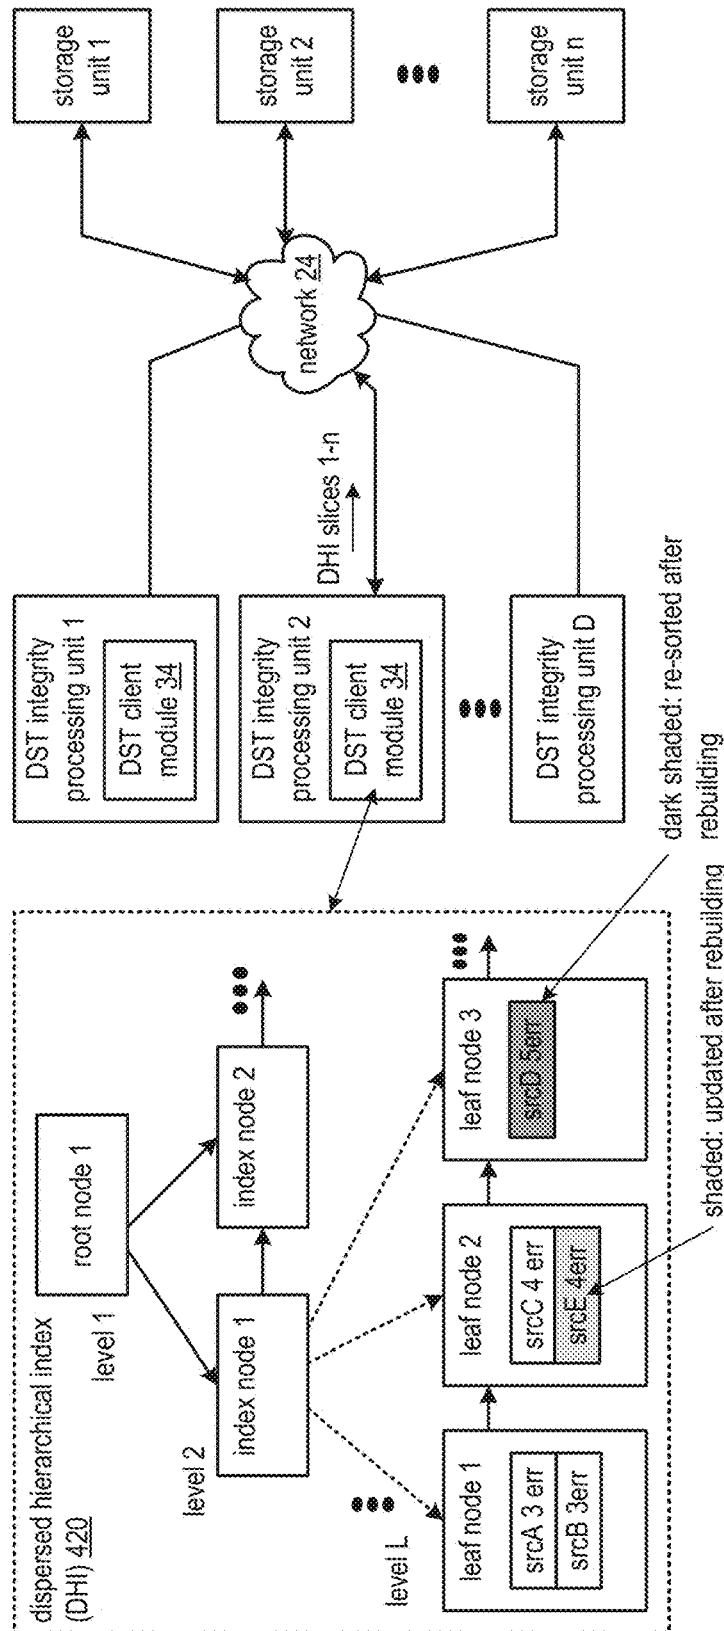 dispersed hierarchical index
(DHI) 420
level 1
root node 1
level 2
index node 1
index node 2
level L
leaf node 1
srcA 3 err
srcB 3err
leaf node 2
srcC 4 err
srcE 4err
leaf node 3
srcD 5err
shaded: updated after rebuilding
dark shaded: re-sorted after
rebuilding
DST integrity
processing unit 1
DST client
module 34
DST integrity
processing unit 2
DST client
module 34
DST integrity
processing unit D
DHI slices 1-n
network 24
storage
unit 1
storage
unit 2
storage
unit n